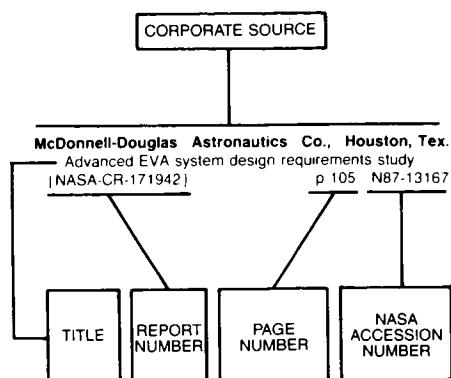 CORPORATE SOURCE
McDonnell-Douglas Astronautics Co., Houston, Tex.
Advanced EVA system design requirements study
[NASA-CR-171942] p 105 N87-13167
TITLE
REPORT
NUMBER
PAGE
NUMBER
NASA
ACCESSION
NUMBER